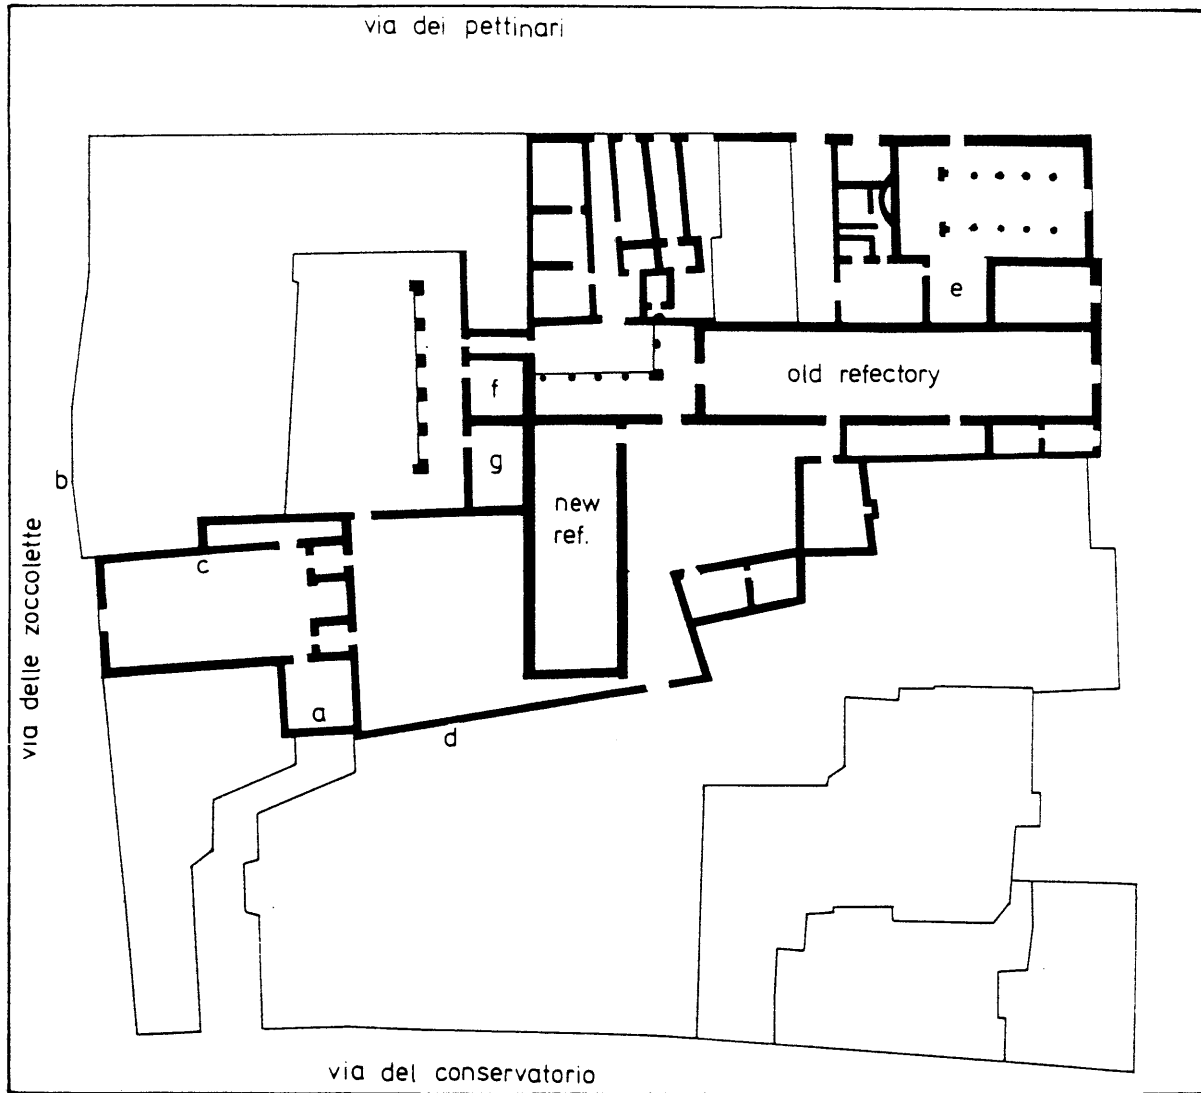 via dei pettinari
e
old refectory
f
g
b
new
ref.
via delle zoccolette
c
a
d
via del conservatorio